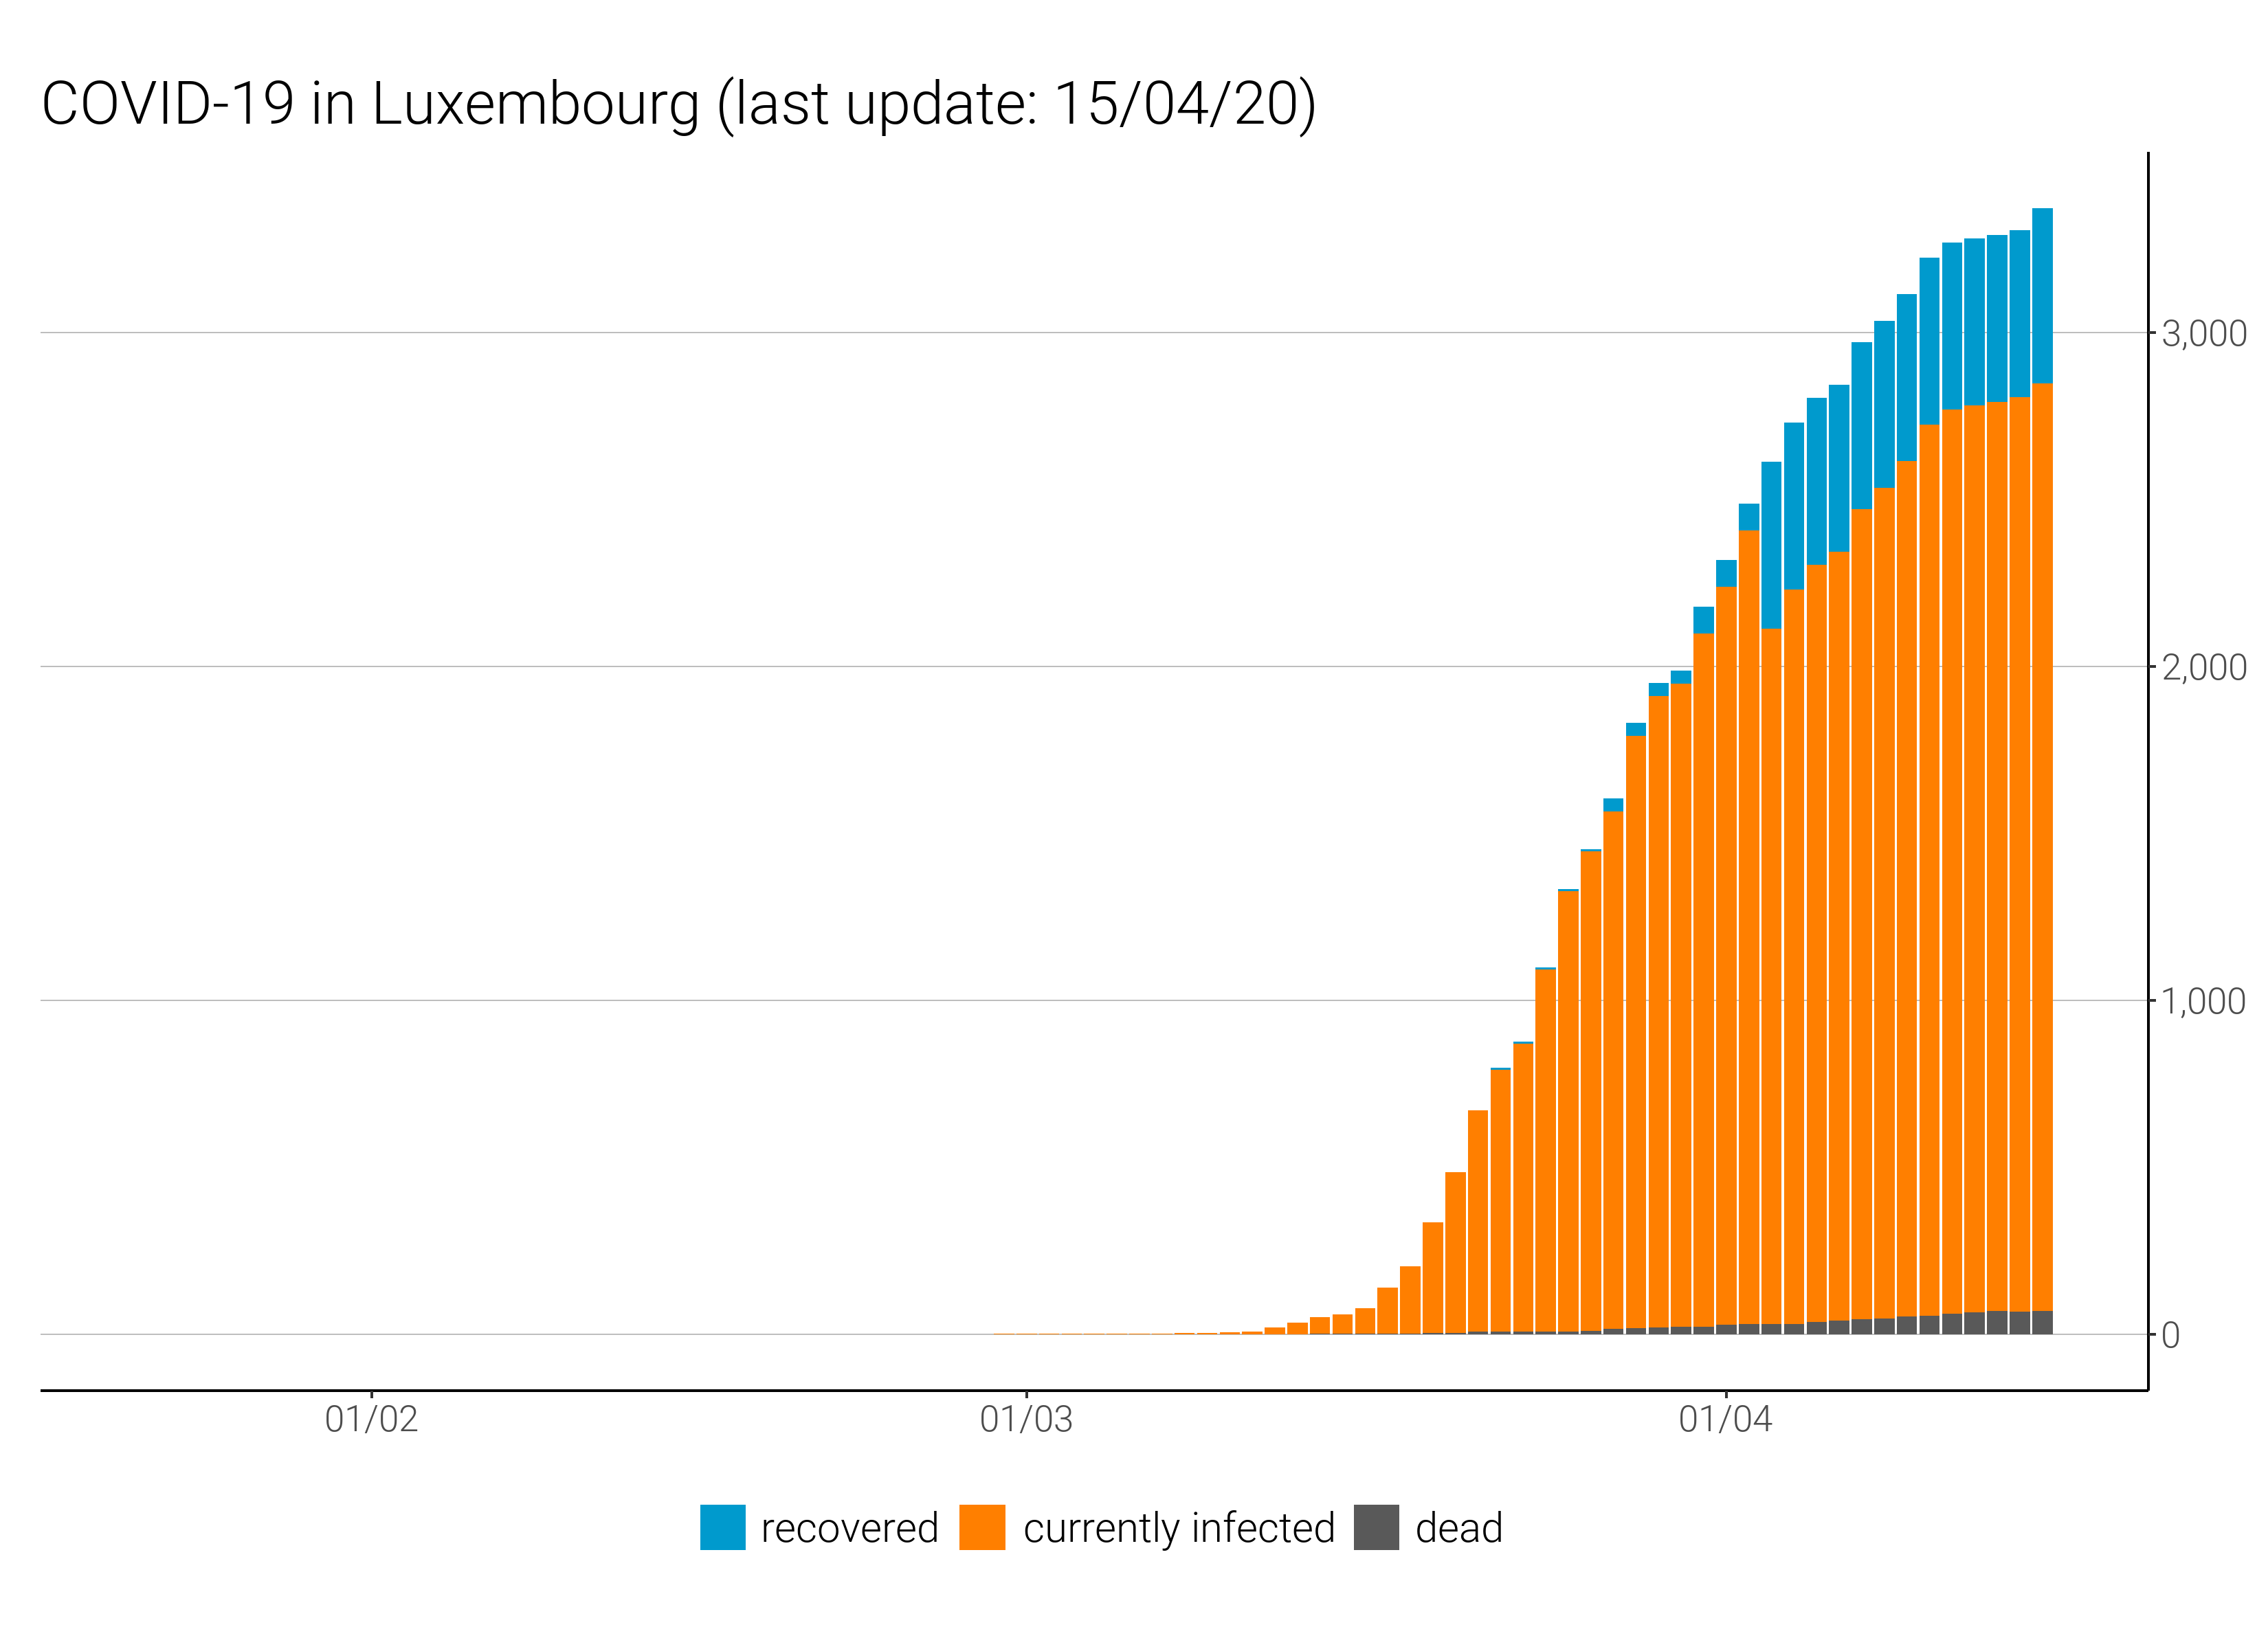 COVID-19 in Luxembourg (last update: 15/04/20)
3,000
2,000
1,000
0
01/02 01/03 01/04
recovered currently infected dead